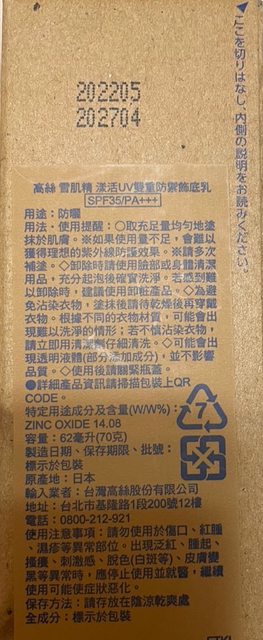 202205
202704
ここを切りはなし、内側の説明をお読みください。
高絲 雪肌精 漾活UV雙重防禦飾底乳
SPF35/PA+++
用途：防曬
用法・使用提醒：○取充足量均勻地塗
抹於肌膚。※如果使用量不足，會難以
獲得理想的紫外線防護效果。※請多次
補塗。◇卸除時請使用臉部或身體清潔
用品，充分起泡後確實洗淨。若感到難
以卸除時，建議使用卸粧產品。◇為避
免沾染衣物，塗抹後請待乾燥後再穿戴
衣物。根據不同的衣物材質，可能會出
現難以洗淨的情形；若不慎沾染衣物，
請立即用清潔劑仔細清洗。◇可能會出
現透明液體(部分添加成分)，並不影響
品質。◇使用後請關緊瓶蓋。
●詳細產品資訊請掃描包裝上QR
CODE。
特定用途成分及含量(W/W%)：
ZINC OXIDE 14.08
容量：62毫升(70克)
製造日期、保存期限、批號：
標示於包裝
原產地：日本
輸入業者：台灣高絲股份有限公司
地址：台北市基隆路1段200號12樓
電話：0800-212-921
使用注意事項：請勿使用於傷口、紅腫
、濕疹等異常部位。出現泛紅、腫起、
搔癢、刺激感、脫色(白斑等)、皮膚變
黑等異常時，應停止使用並就醫，繼續
使用可能使症狀惡化。
保存方法：請存放在陰涼乾爽處
全成分：標示於包裝
7